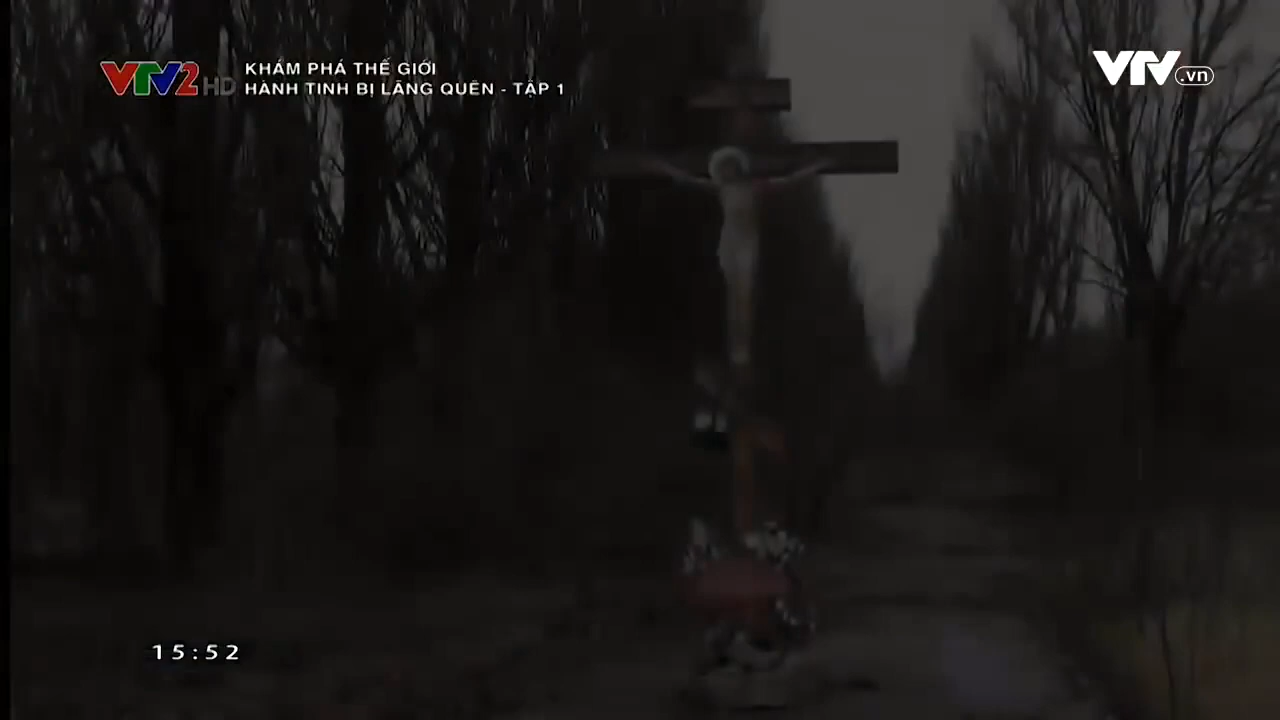 VTV2 HD
KHÁM PHÁ THẾ GIỚI
HÀNH TINH BỊ LÃNG QUÊN - TẬP 1
VTV.vn
15:52